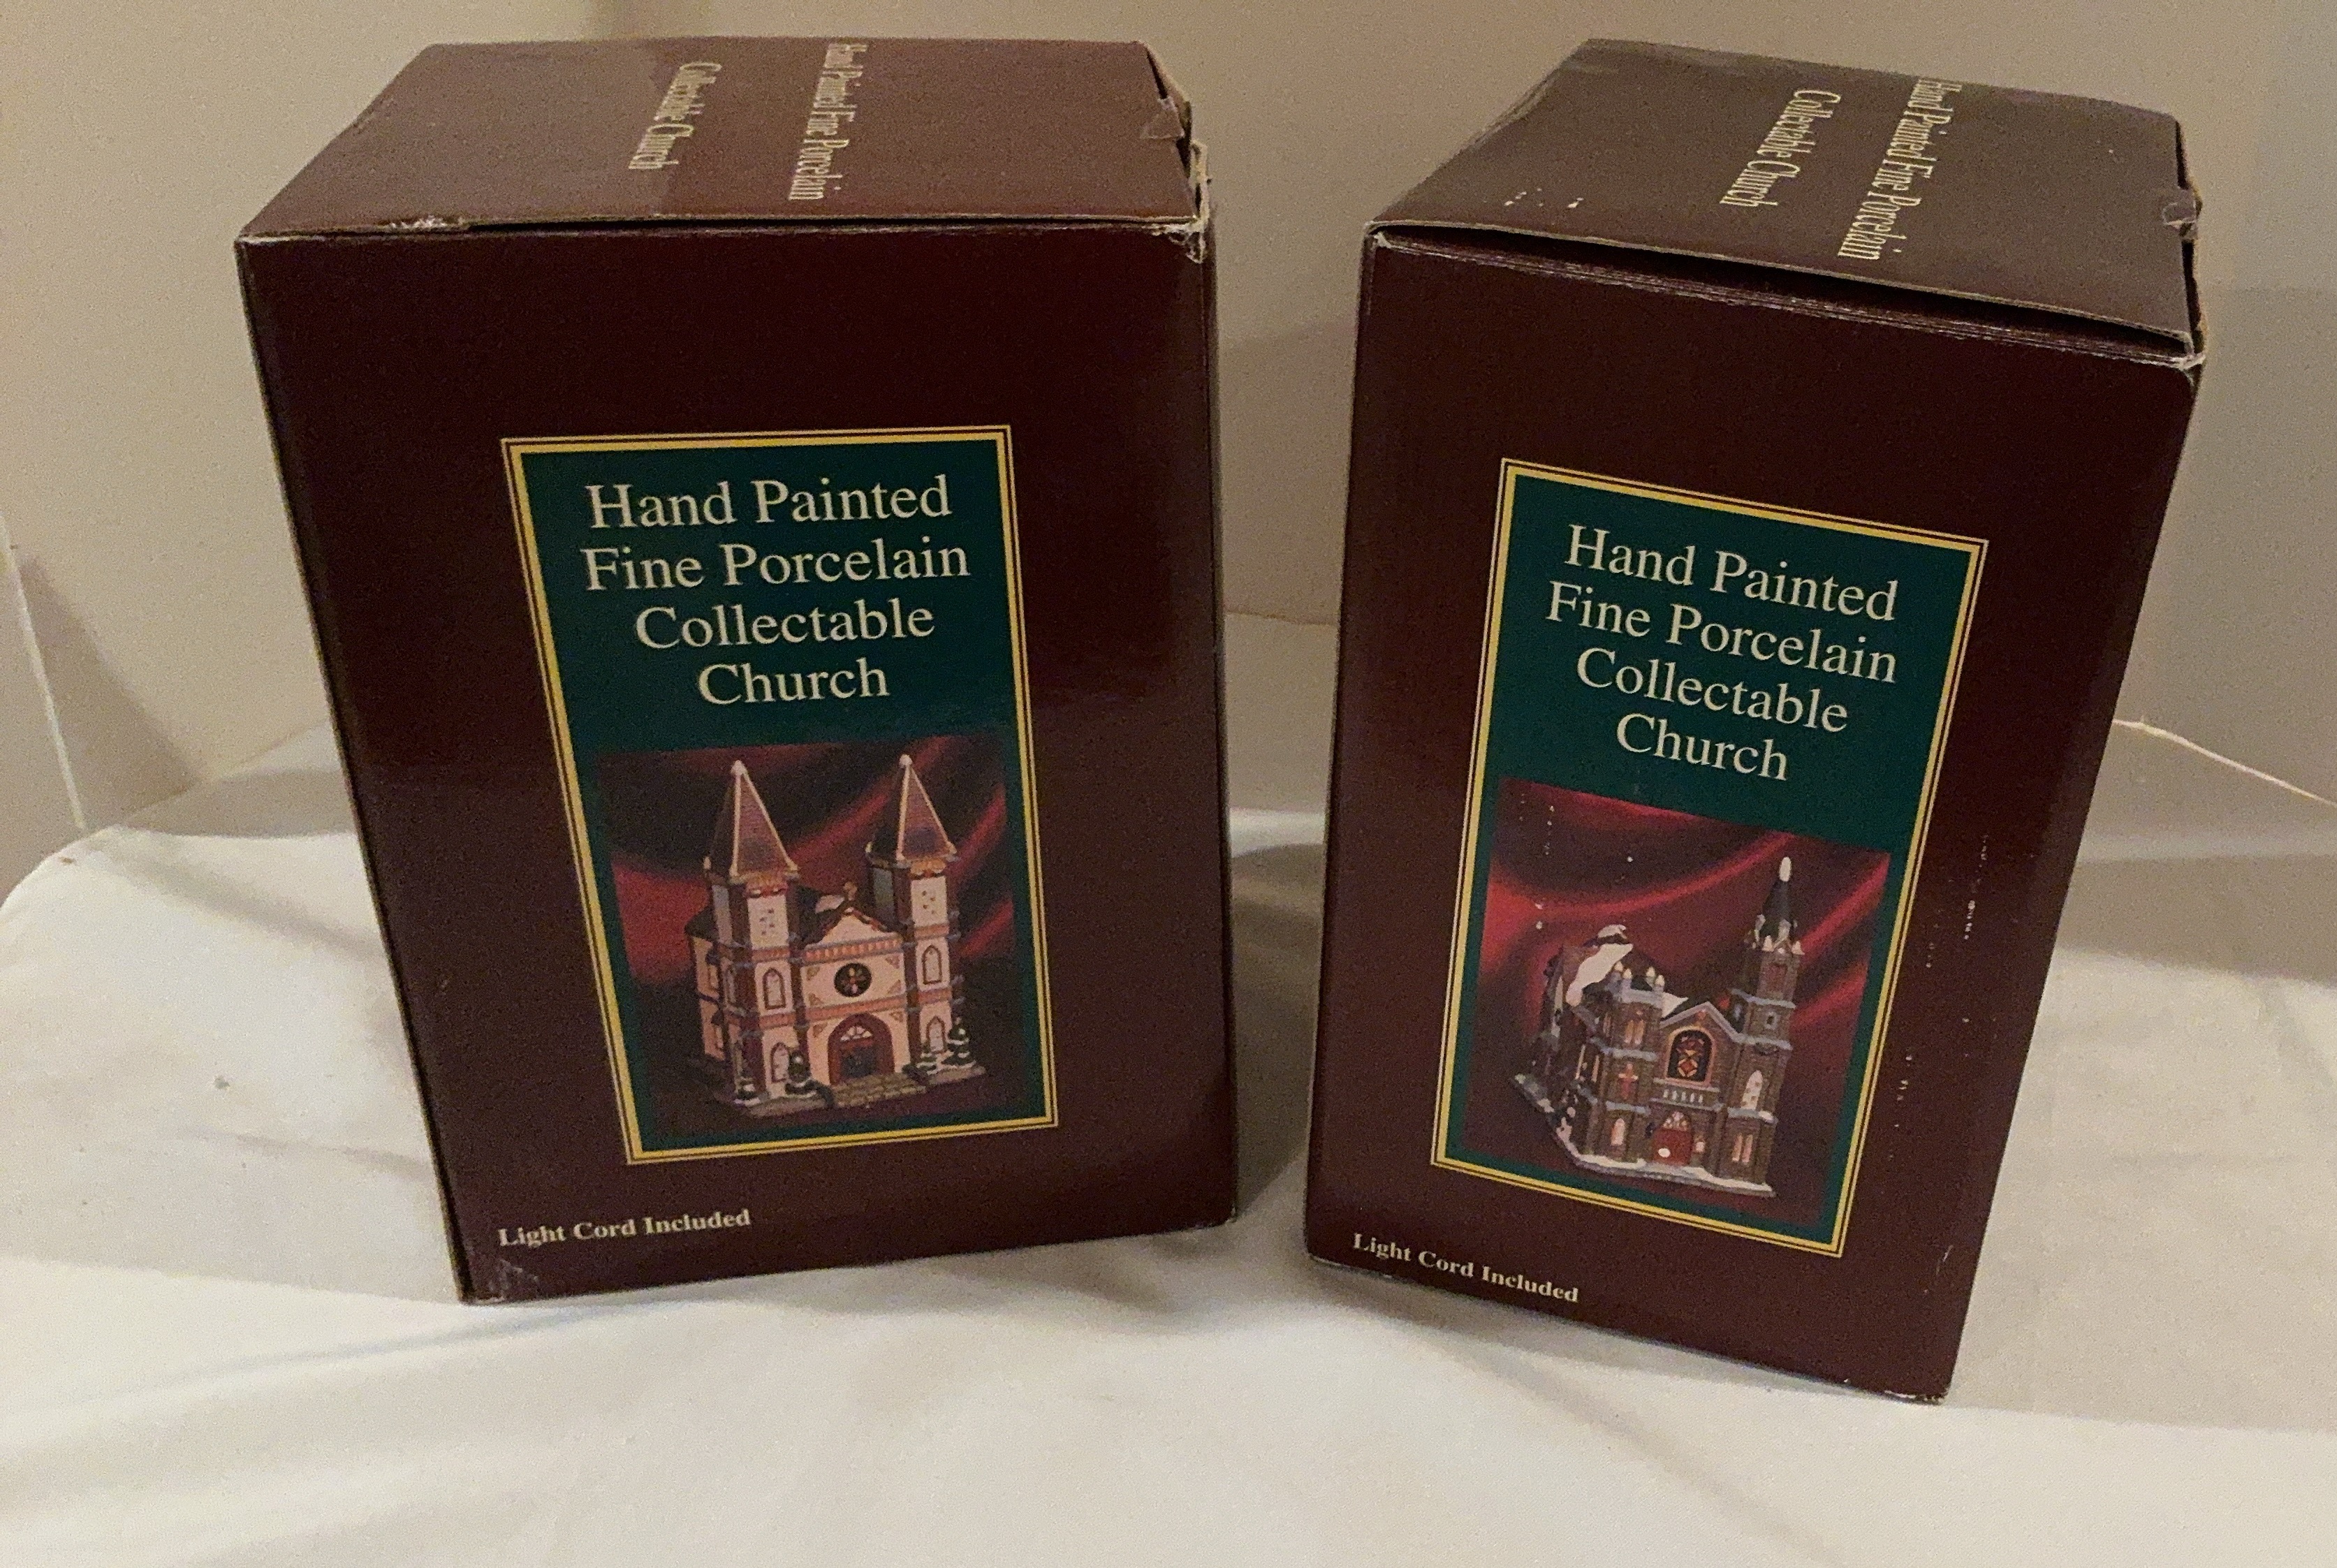 Hand Painted Fine Porcelain
Collectable Church
Hand Painted
Fine Porcelain
Collectable
Church
Light Cord Included
Hand Painted Fine Porcelain
Collectable Church
Hand Painted
Fine Porcelain
Collectable
Church
Light Cord Included